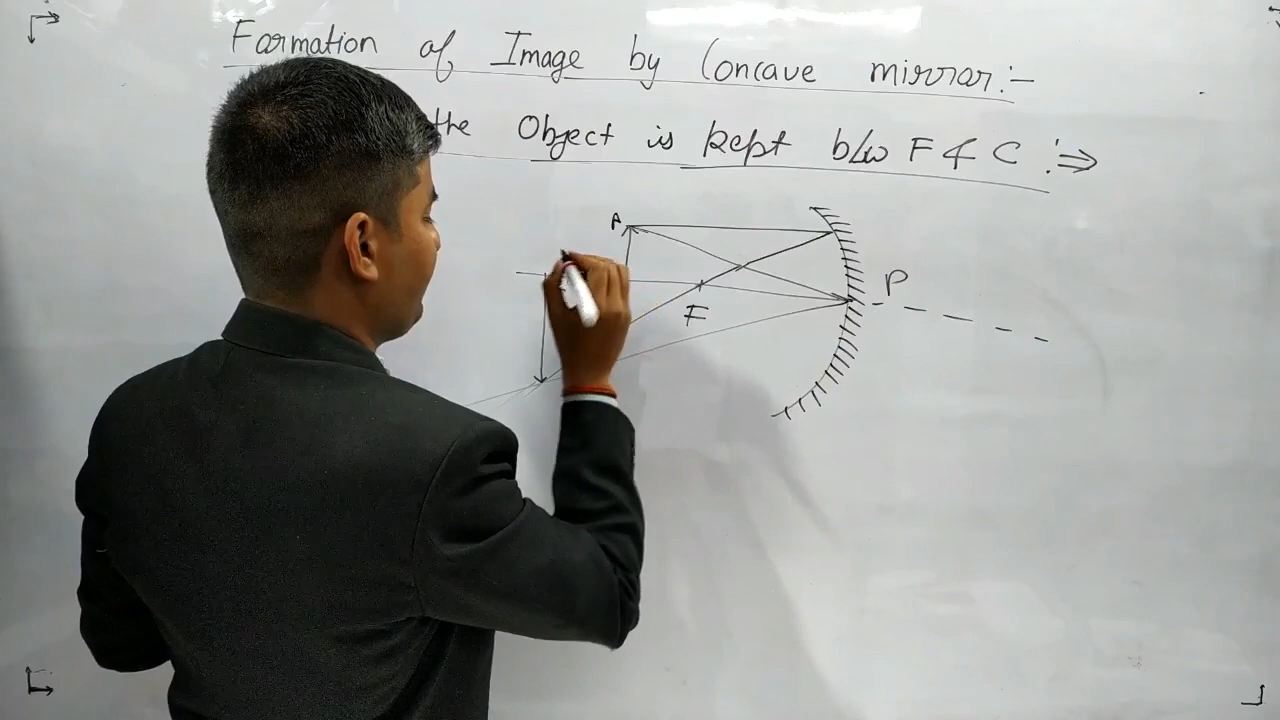 Formation of Image by Concave mirror:-
the Object is kept b/w F & C :⇒
A
P
F